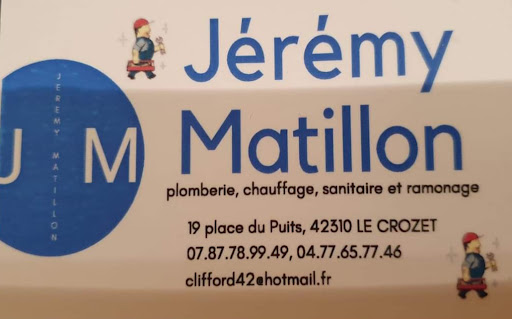 Jérémy
Matillon
J M
JEREMY MATILLON
plomberie, chauffage, sanitaire et ramonage
19 place du Puits, 42310 LE CROZET
07.87.78.99.49, 04.77.65.77.46
clifford42@hotmail.fr